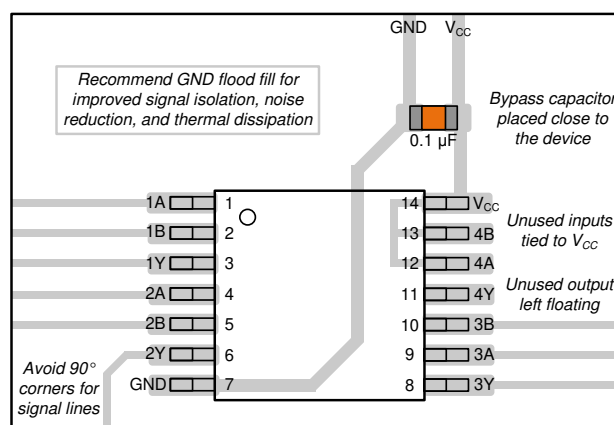 GND VCC
Recommend GND flood fill for
improved signal isolation, noise
reduction, and thermal dissipation
Bypass capacitor
placed close to
the device
0.1 µF
1A 1 14 VCC
1B 2 13 4B
1Y 3 12 4A
2A 4 11 4Y
2B 5 10 3B
2Y 6 9 3A
GND 7 8 3Y
Unused inputs
tied to VCC
Unused output
left floating
Avoid 90°
corners for
signal lines